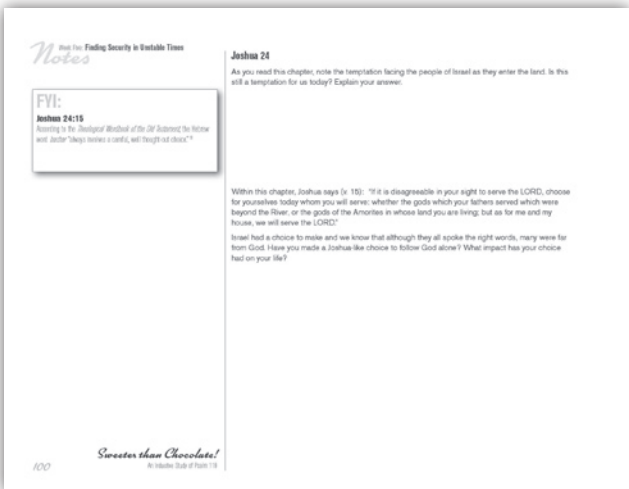 Notes
Week Five: Finding Security in Unstable Times
FYI:
Joshua 24:15
According to the Theological Wordbook of the Old Testament, the Hebrew
word bachar "always involves a careful, well thought-out choice."
Joshua 24
As you read this chapter, note the temptation facing the people of Israel as they enter the land. Is this
still a temptation for us today? Explain your answer.
Within this chapter, Joshua says (v. 15): "If it is disagreeable in your sight to serve the LORD, choose
for yourselves today whom you will serve: whether the gods which your fathers served which were
beyond the River, or the gods of the Amorites in whose land you are living; but as for me and my
house, we will serve the LORD."
Israel had a choice to make and we know that although they all spoke the right words, many were far
from God. Have you made a Joshua-like choice to follow God alone? What impact has your choice
had on your life?
Sweeter than Chocolate!
An Inductive Study of Psalm 119
100